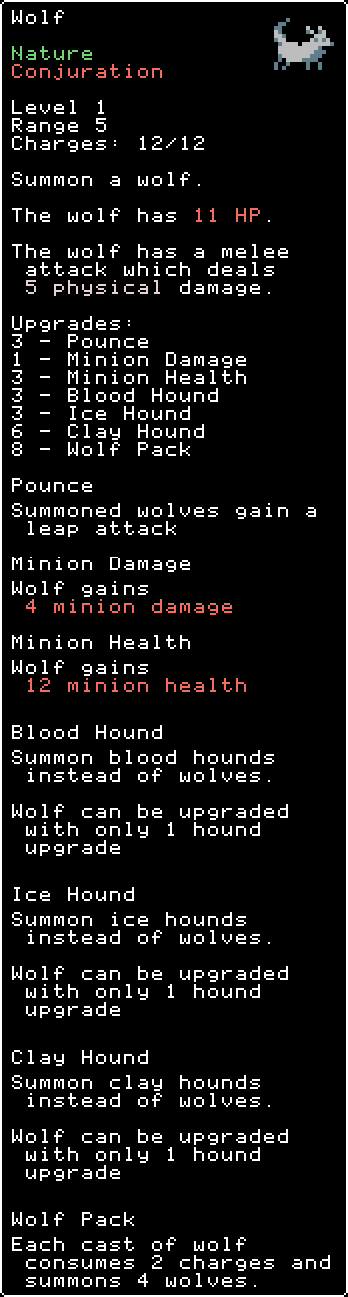 Wolf
Nature
Conjuration
Level 1
Range 5
Charges: 12/12
Summon a wolf.
The wolf has 11 HP.
The wolf has a melee
attack which deals
5 physical damage.
Upgrades:
3 - Pounce
1 - Minion Damage
3 - Minion Health
3 - Blood Hound
3 - Ice Hound
6 - Clay Hound
8 - Wolf Pack
Pounce
Summoned wolves gain a
leap attack
Minion Damage
Wolf gains
4 minion damage
Minion Health
Wolf gains
12 minion health
Blood Hound
Summon blood hounds
instead of wolves.
Wolf can be upgraded
with only 1 hound
upgrade
Ice Hound
Summon ice hounds
instead of wolves.
Wolf can be upgraded
with only 1 hound
upgrade
Clay Hound
Summon clay hounds
instead of wolves.
Wolf can be upgraded
with only 1 hound
upgrade
Wolf Pack
Each cast of wolf
consumes 2 charges and
summons 4 wolves.